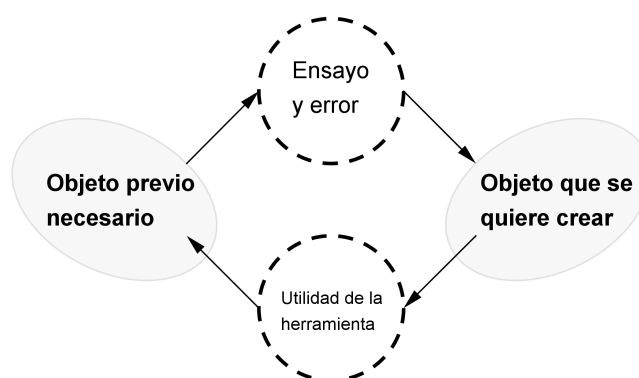 Ensayo
y error
Objeto previo
necesario
Objeto que se
quiere crear
Utilidad de la
herramienta